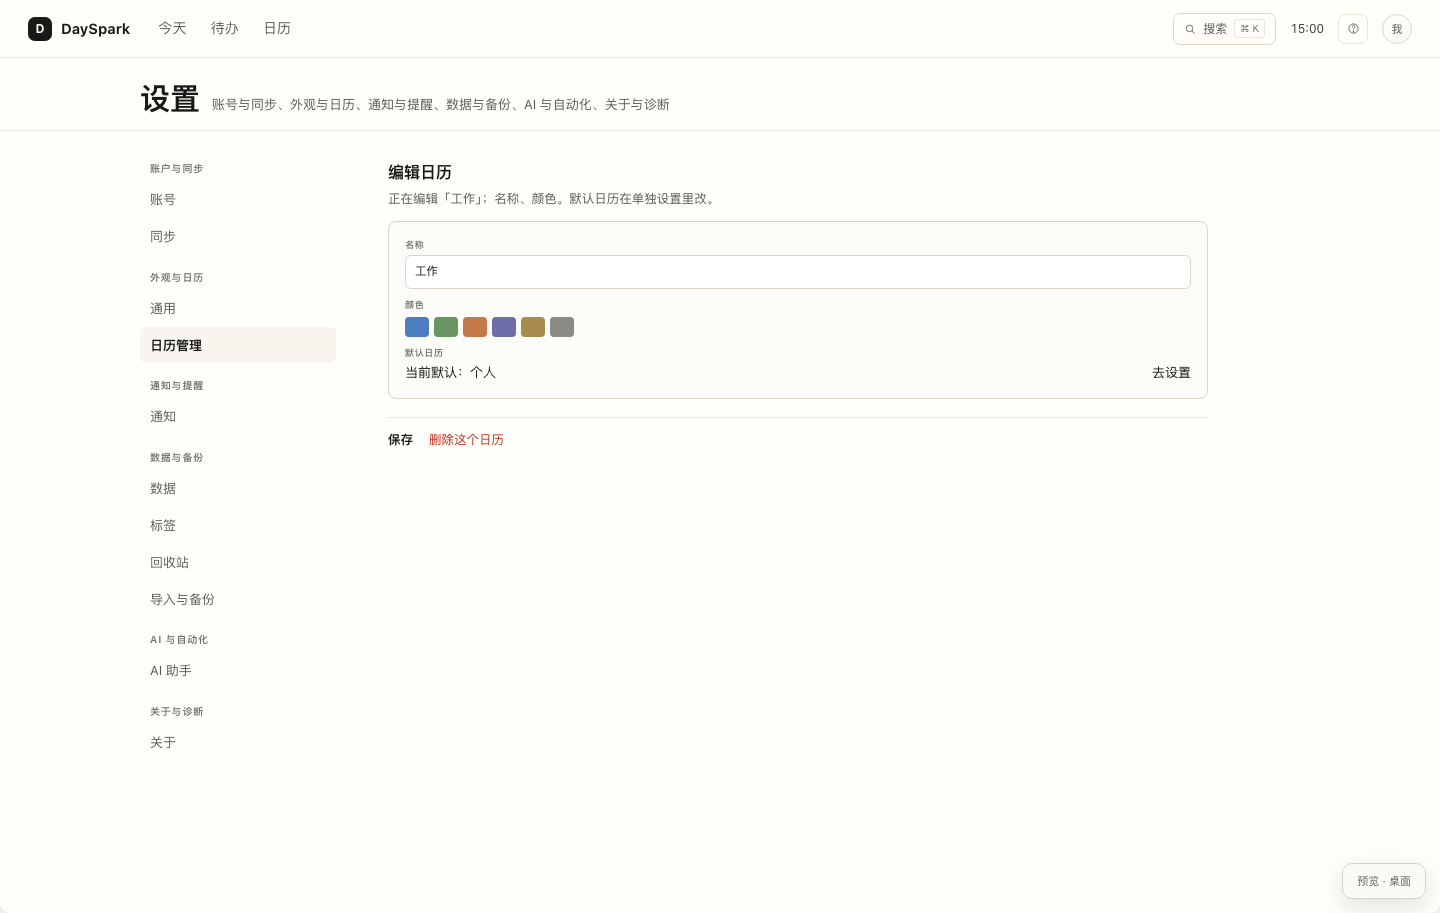 D DaySpark 今天 待办 日历 搜索 ⌘ K 15:00 我
设置 账号与同步、外观与日历、通知与提醒、数据与备份、AI 与自动化、关于与诊断
账户与同步
账号
同步
外观与日历
通用
日历管理
通知与提醒
通知
数据与备份
数据
标签
回收站
导入与备份
AI 与自动化
AI 助手
关于与诊断
关于
编辑日历
正在编辑「工作」；名称、颜色。默认日历在单独设置里改。
名称
工作
颜色
默认日历
当前默认：个人 去设置
保存 删除这个日历
预览 · 桌面